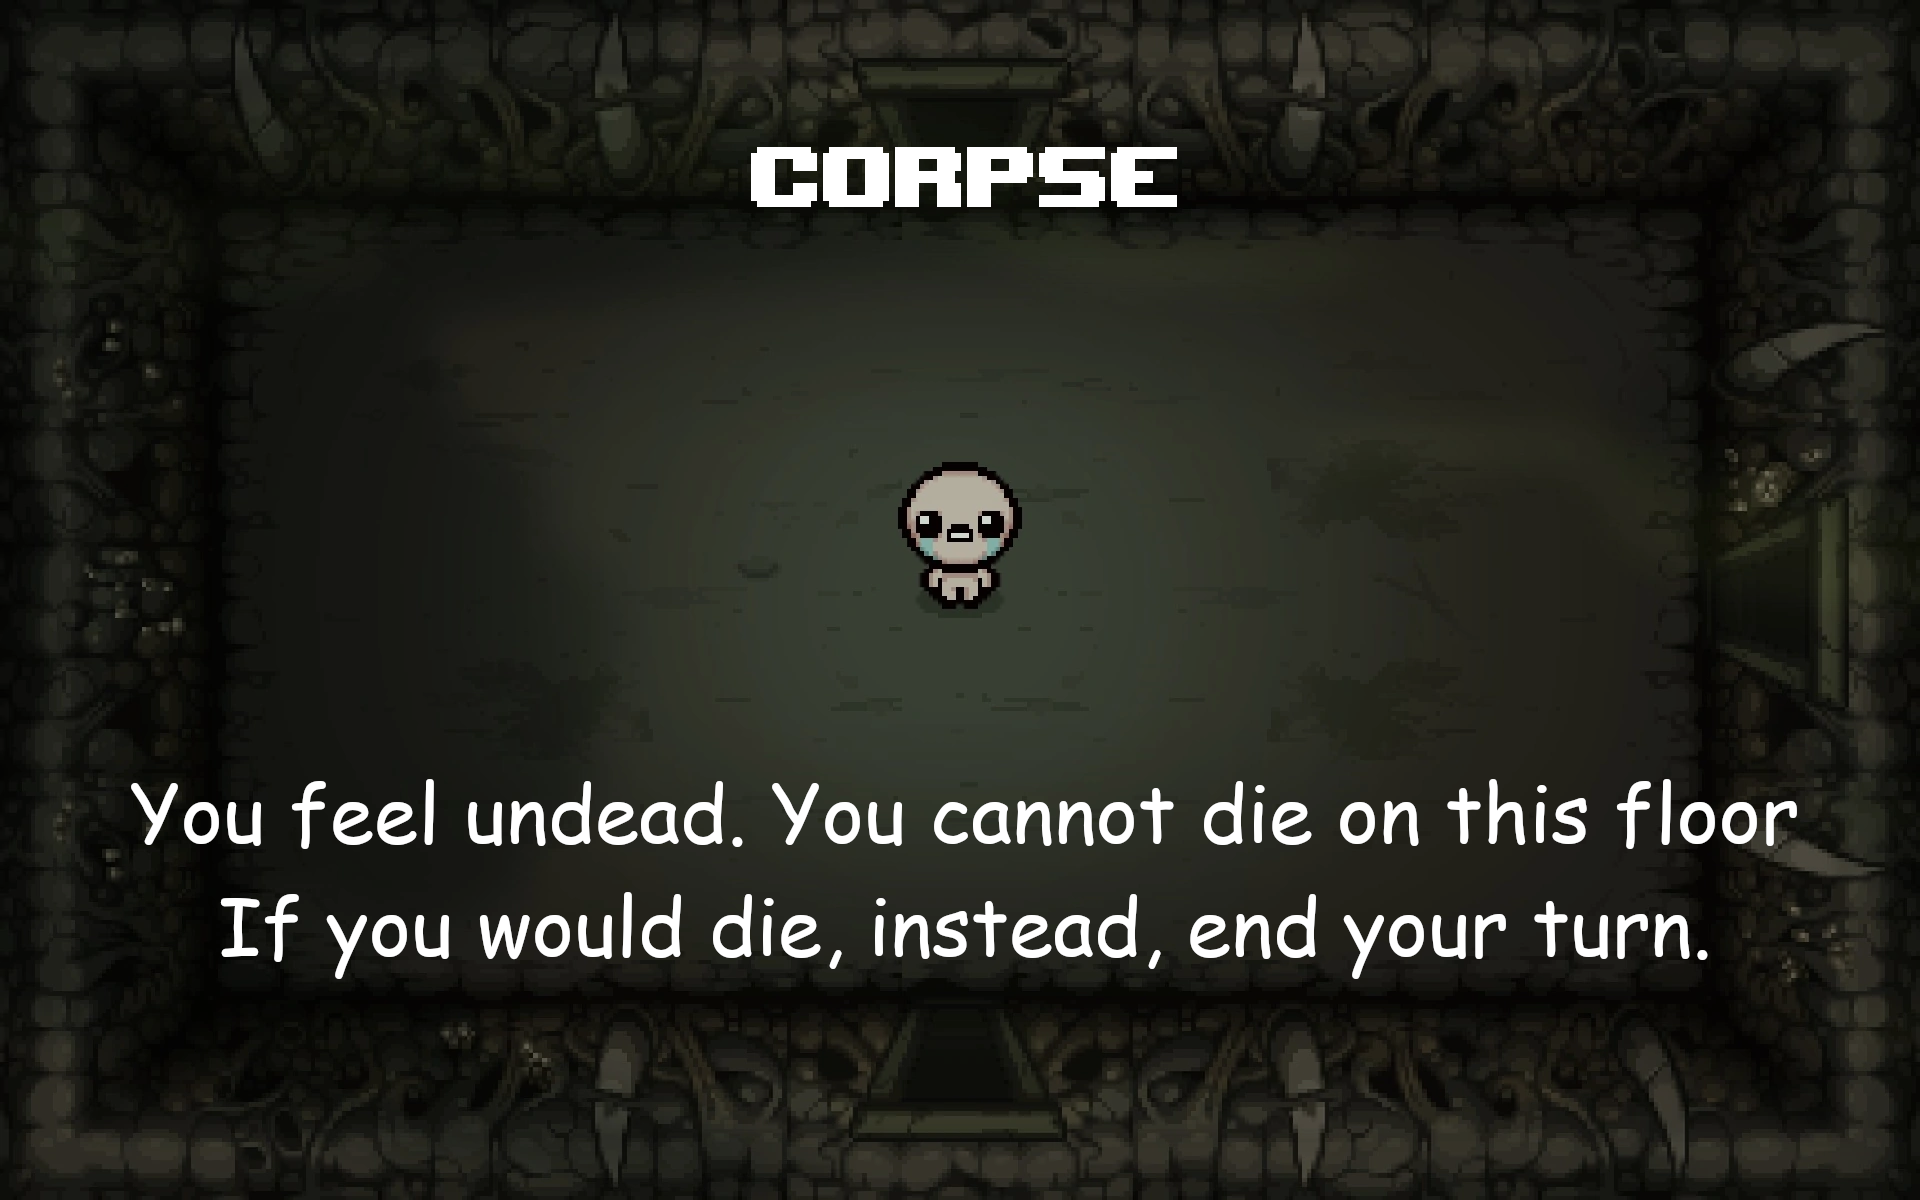 CORPSE
You feel undead. You cannot die on this floor
If you would die, instead, end your turn.